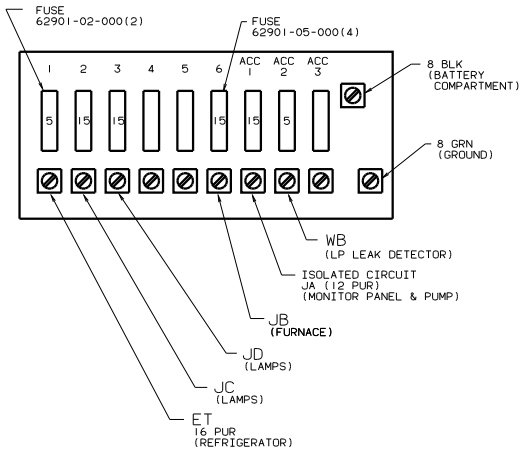 FUSE
62901-02-000(2)
FUSE
62901-05-000(4)
1 2 3 4 5 6 ACC 1 ACC 2 ACC 3
8 BLK
(BATTERY
COMPARTMENT)
5 15 15 15 15 5
8 GRN
(GROUND)
WB
(LP LEAK DETECTOR)
ISOLATED CIRCUIT
JA (12 PUR)
(MONITOR PANEL & PUMP)
JB
(FURNACE)
JD
(LAMPS)
JC
(LAMPS)
ET
16 PUR
(REFRIGERATOR)